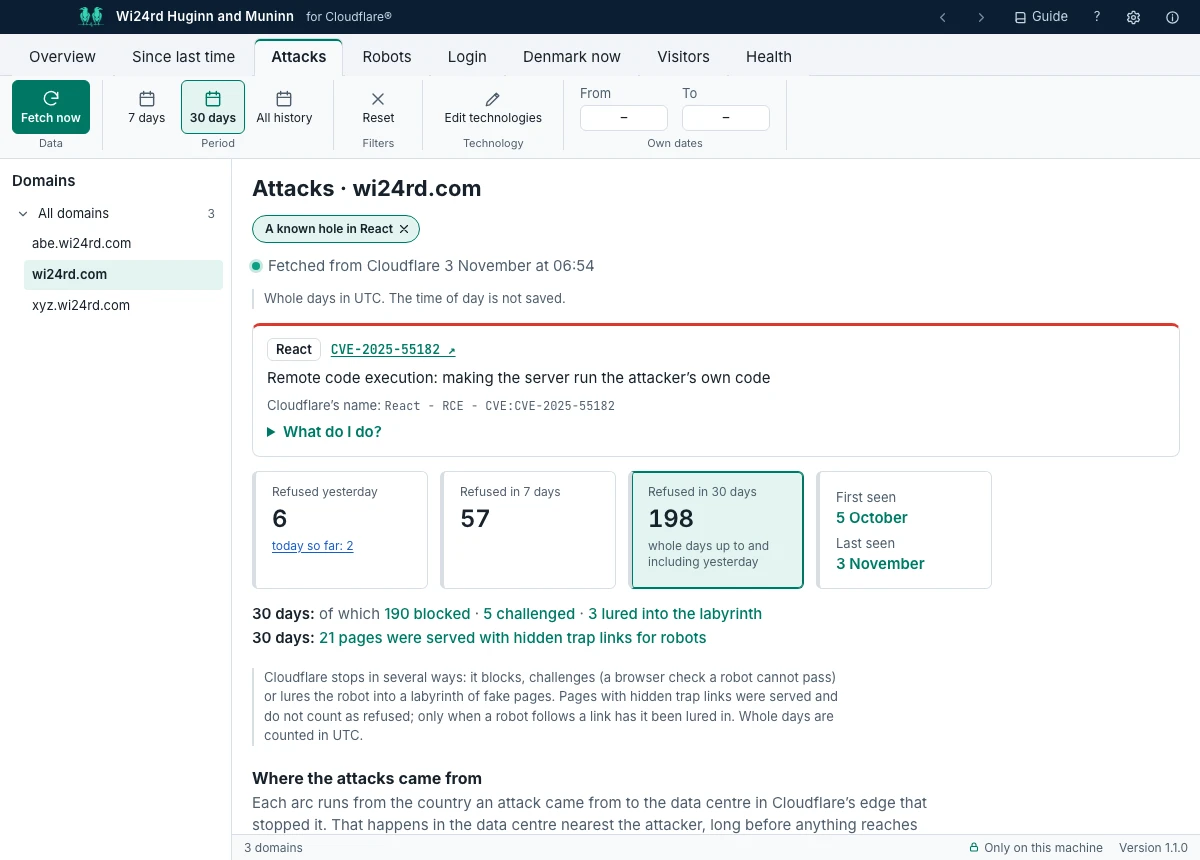 Wi24rd Huginn and Muninn for Cloudflare®
Guide ?
Overview Since last time Attacks Robots Login Denmark now Visitors Health
Fetch now
Data
7 days 30 days All history
Period
Reset
Filters
Edit technologies
Technology
From To
– –
Own dates
Domains
All domains 3
abe.wi24rd.com
wi24rd.com
xyz.wi24rd.com
Attacks · wi24rd.com
A known hole in React ✕
Fetched from Cloudflare 3 November at 06:54
Whole days in UTC. The time of day is not saved.
React CVE-2025-55182 ↗
Remote code execution: making the server run the attacker’s own code
Cloudflare’s name: React - RCE - CVE:CVE-2025-55182
▶ What do I do?
Refused yesterday
6
today so far: 2
Refused in 7 days
57
Refused in 30 days
198
whole days up to and
including yesterday
First seen
5 October
Last seen
3 November
30 days: of which 190 blocked · 5 challenged · 3 lured into the labyrinth
30 days: 21 pages were served with hidden trap links for robots
Cloudflare stops in several ways: it blocks, challenges (a browser check a robot cannot pass)
or lures the robot into a labyrinth of fake pages. Pages with hidden trap links were served and
do not count as refused; only when a robot follows a link has it been lured in. Whole days are
counted in UTC.
Where the attacks came from
Each arc runs from the country an attack came from to the data centre in Cloudflare’s edge that
stopped it. That happens in the data centre nearest the attacker, long before anything reaches
3 domains Only on this machine Version 1.1.0